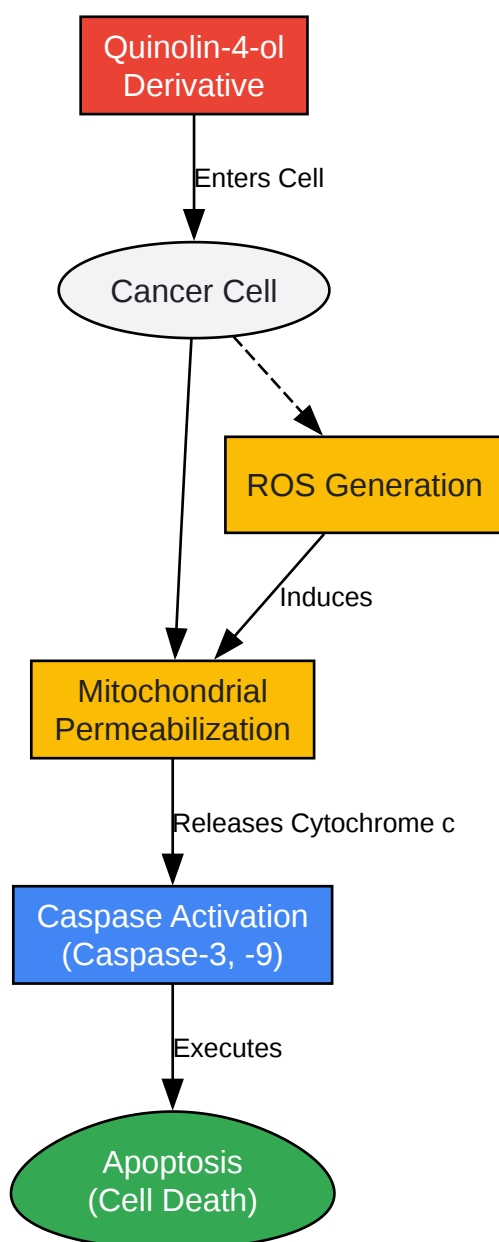 Quinolin-4-ol
Derivative
Enters Cell
Cancer Cell
ROS Generation
Induces
Mitochondrial
Permeabilization
Releases Cytochrome c
Caspase Activation
(Caspase-3, -9)
Executes
Apoptosis
(Cell Death)